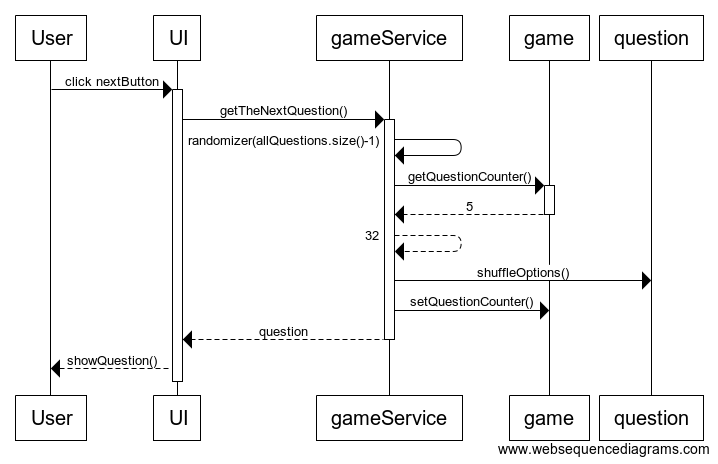 User
UI
gameService
game
question
click nextButton
getTheNextQuestion()
randomizer(allQuestions.size()-1)
getQuestionCounter()
5
32
shuffleOptions()
setQuestionCounter()
question
showQuestion()
User
UI
gameService
game
question
www.websequencediagrams.com